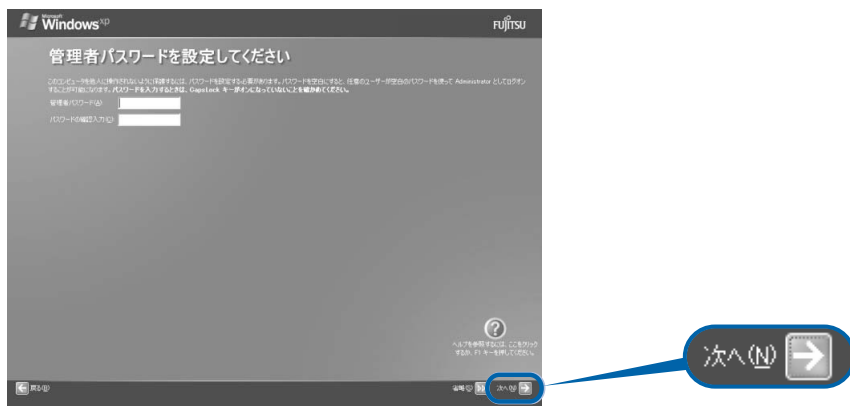 Microsoft
Windows xp
FUJITSU
管理者パスワードを設定してください
このコンピュータを他人に操作されないように保護するには、パスワードを設定する必要があります。パスワードを空白にすると、任意のユーザーが空白のパスワードを使って Administrator としてログオン
することが可能になります。パスワードを入力するときは、CapsLock キーがオンになっていないことを確かめてください。
管理者パスワード(A)
パスワードの確認入力(C)
ヘルプを参照するには、ここをクリック
するか、F1 キーを押してください。
戻る(B)
省略(S)
次へ(N)
次へ(N)